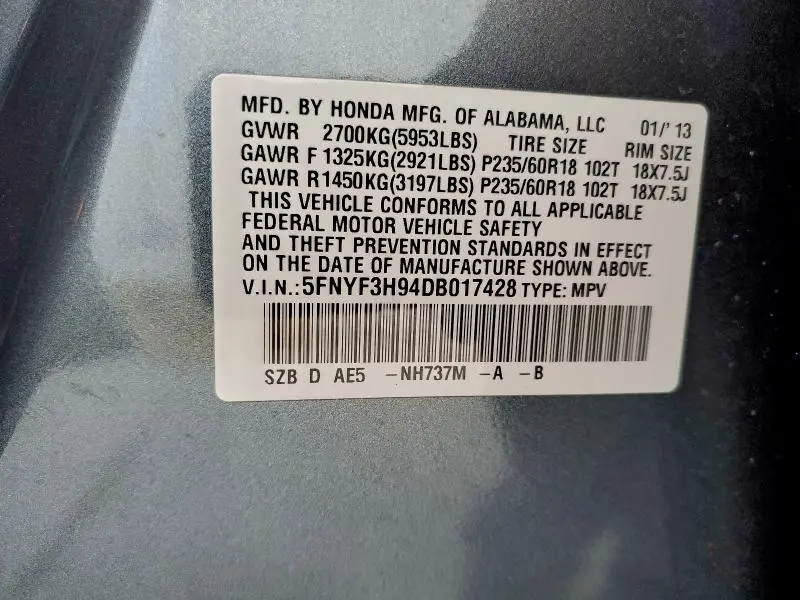 MFD. BY HONDA MFG. OF ALABAMA, LLC 01/'13
GVWR 2700KG(5953LBS) TIRE SIZE RIM SIZE
GAWR F 1325KG(2921LBS) P235/60R18 102T 18X7.5J
GAWR R1450KG(3197LBS) P235/60R18 102T 18X7.5J
THIS VEHICLE CONFORMS TO ALL APPLICABLE
FEDERAL MOTOR VEHICLE SAFETY
AND THEFT PREVENTION STANDARDS IN EFFECT
ON THE DATE OF MANUFACTURE SHOWN ABOVE.
V.I.N.:5FNYF3H94DB017428 TYPE: MPV
SZB D AE5 -NH737M -A -B